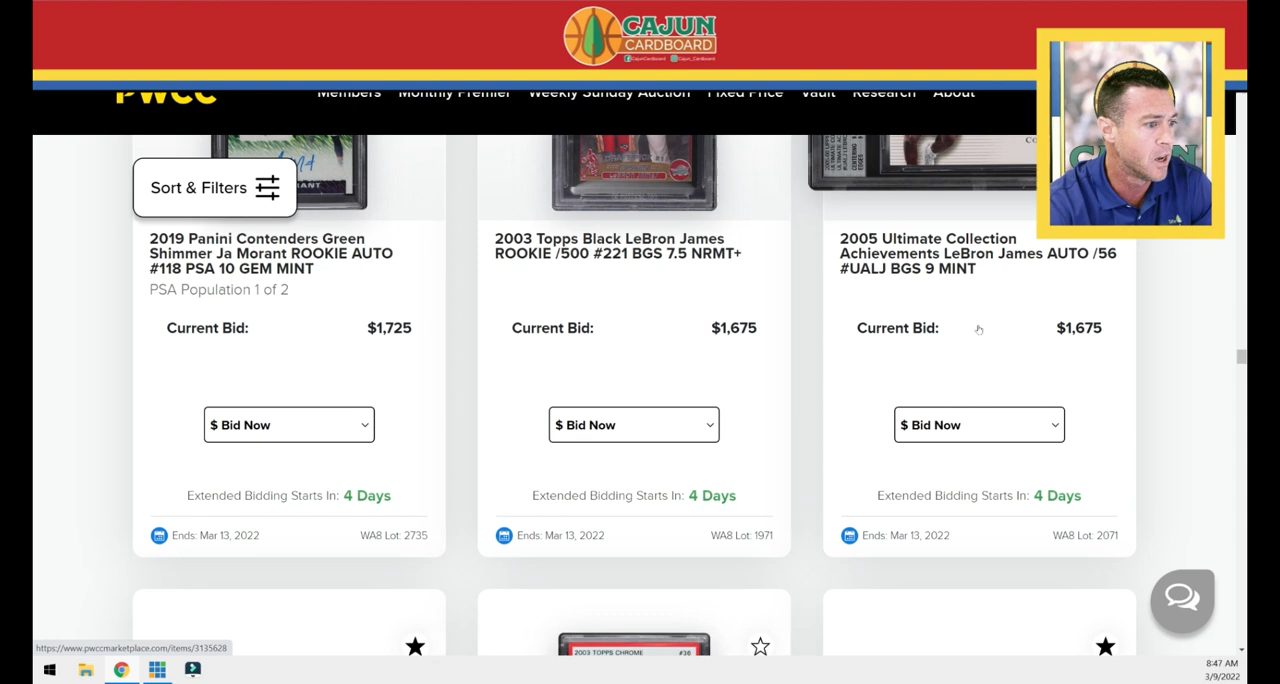 CAJUN
CARDBOARD
CajunCardboard Cajun_Cardboard
PWCC
Members Monthly Premier Weekly Sunday Auction Fixed Price Vault Research About
Sort & Filters
2019 Panini Contenders Green
Shimmer Ja Morant ROOKIE AUTO
#118 PSA 10 GEM MINT
PSA Population 1 of 2
Current Bid: $1,725
$ Bid Now
Extended Bidding Starts In: 4 Days
Ends: Mar 13, 2022 WA8 Lot: 2735
2003 Topps Black LeBron James
ROOKIE /500 #221 BGS 7.5 NRMT+
Current Bid: $1,675
$ Bid Now
Extended Bidding Starts In: 4 Days
Ends: Mar 13, 2022 WA8 Lot: 1971
2005 Ultimate Collection
Achievements LeBron James AUTO /56
#UALJ BGS 9 MINT
Current Bid: $1,675
$ Bid Now
Extended Bidding Starts In: 4 Days
Ends: Mar 13, 2022 WA8 Lot: 2071
2003 TOPPS CHROME #36
https://www.pwccmarketplace.com/items/3135628
8:47 AM
3/9/2022